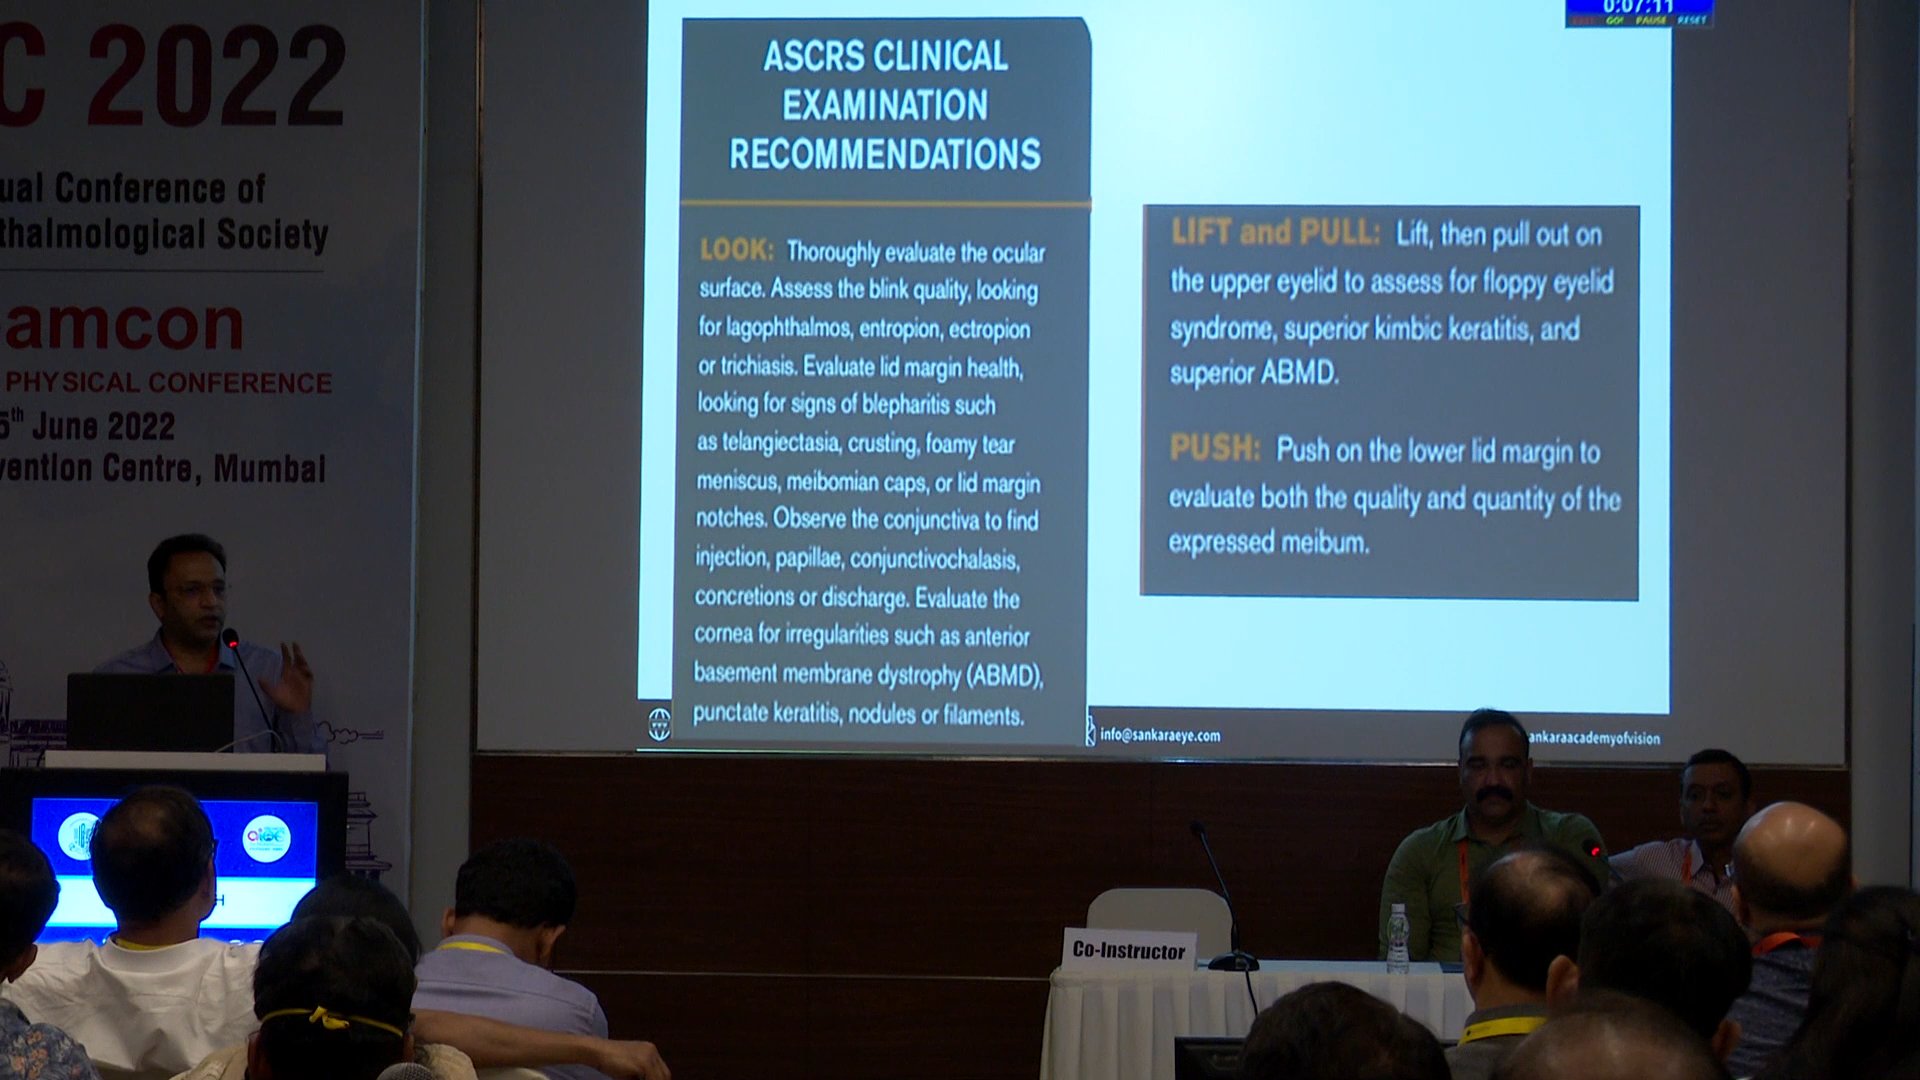 C 2022
ual Conference of
thalmological Society
amcon
PHYSICAL CONFERENCE
5th June 2022
vention Centre, Mumbai
0:07:11
GO! PAUSE RESET
ASCRS CLINICAL
EXAMINATION
RECOMMENDATIONS
LOOK: Thoroughly evaluate the ocular
surface. Assess the blink quality, looking
for lagophthalmos, entropion, ectropion
or trichiasis. Evaluate lid margin health,
looking for signs of blepharitis such
as telangiectasia, crusting, foamy tear
meniscus, meibomian caps, or lid margin
notches. Observe the conjunctiva to find
injection, papillae, conjunctivochalasis,
concretions or discharge. Evaluate the
cornea for irregularities such as anterior
basement membrane dystrophy (ABMD),
punctate keratitis, nodules or filaments.
LIFT and PULL: Lift, then pull out on
the upper eyelid to assess for floppy eyelid
syndrome, superior kimbic keratitis, and
superior ABMD.
PUSH: Push on the lower lid margin to
evaluate both the quality and quantity of the
expressed meibum.
info@sankaraeye.com
ankaraacademyofvision
H
Co-Instructor